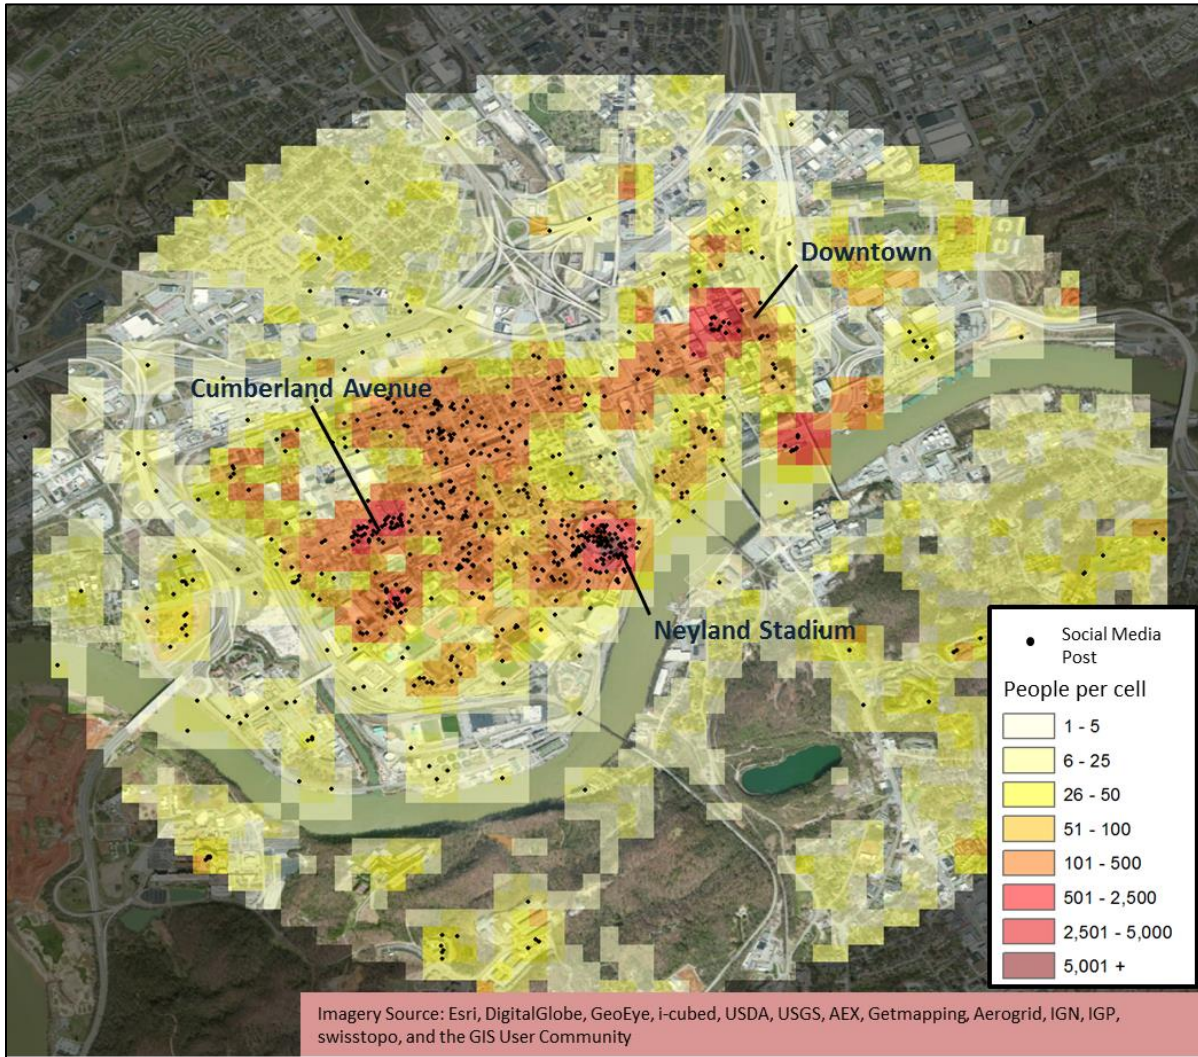 Downtown
Cumberland Avenue
Neyland Stadium
Social Media
Post
People per cell
1 - 5
6 - 25
26 - 50
51 - 100
101 - 500
501 - 2,500
2,501 - 5,000
5,001 +
Imagery Source: Esri, DigitalGlobe, GeoEye, i-cubed, USDA, USGS, AEX, Getmapping, Aerogrid, IGN, IGP,
swisstopo, and the GIS User Community